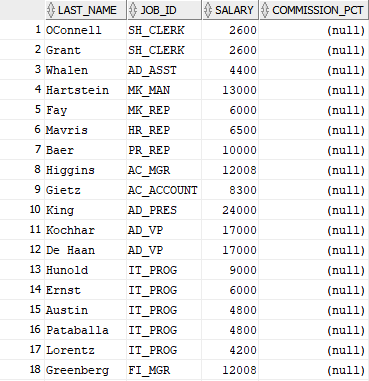 LAST_NAME JOB_ID SALARY COMMISSION_PCT
1 OConnell SH_CLERK 2600 (null)
2 Grant SH_CLERK 2600 (null)
3 Whalen AD_ASST 4400 (null)
4 Hartstein MK_MAN 13000 (null)
5 Fay MK_REP 6000 (null)
6 Mavris HR_REP 6500 (null)
7 Baer PR_REP 10000 (null)
8 Higgins AC_MGR 12008 (null)
9 Gietz AC_ACCOUNT 8300 (null)
10 King AD_PRES 24000 (null)
11 Kochhar AD_VP 17000 (null)
12 De Haan AD_VP 17000 (null)
13 Hunold IT_PROG 9000 (null)
14 Ernst IT_PROG 6000 (null)
15 Austin IT_PROG 4800 (null)
16 Pataballa IT_PROG 4800 (null)
17 Lorentz IT_PROG 4200 (null)
18 Greenberg FI_MGR 12008 (null)